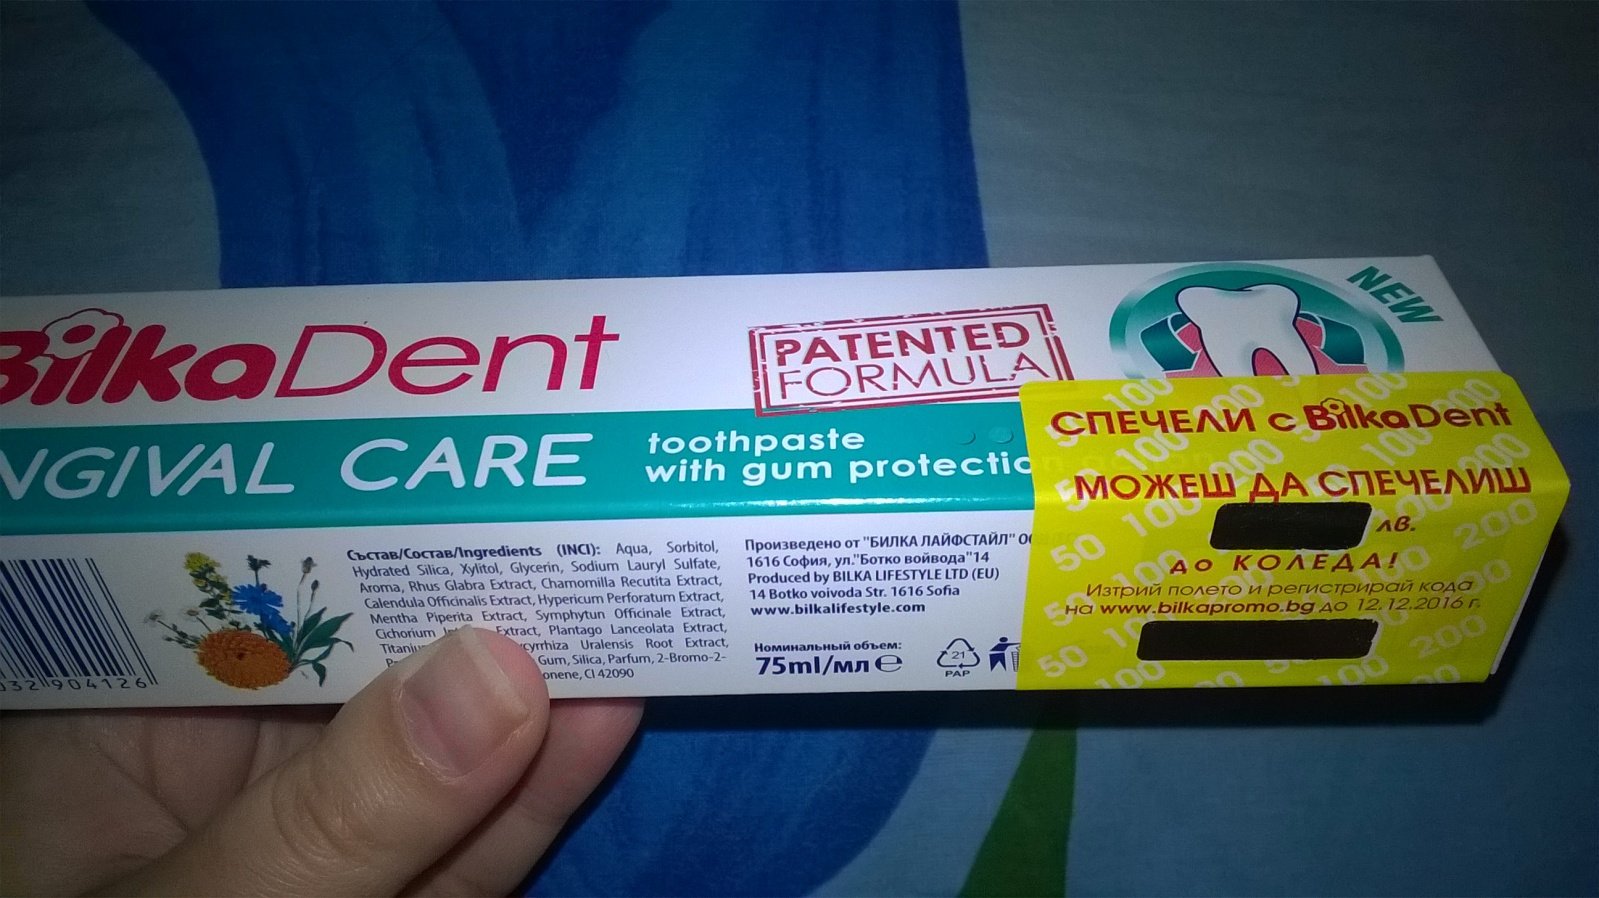 BilkaDent
PATENTED
FORMULA
NEW
NGIVAL CARE
toothpaste
with gum protectio
032 904126
Състав/Состав/Ingredients (INCI): Aqua, Sorbitol,
Hydrated Silica, Xylitol, Glycerin, Sodium Lauryl Sulfate,
Aroma, Rhus Glabra Extract, Chamomilla Recutita Extract,
Calendula Officinalis Extract, Hypericum Perforatum Extract,
Mentha Piperita Extract, Symphytun Officinale Extract,
Cichorium Extract, Plantago Lanceolata Extract,
Uralensis Root Extract,
Gum, Silica, Parfum, 2-Bromo-2-
CI 42090
Произведено от "БИЛКА ЛАЙФСТАЙЛ"
1616 София, ул."Ботко войвода"14
Produced by BILKA LIFESTYLE LTD (EU)
14 Botko voivoda Str. 1616 Sofia
www.bilkalifestyle.com
Номинальный объем:
75ml/мл e
21
PAP
СПЕЧЕЛИ с BilkaDent
МОЖЕШ ДА СПЕЧЕЛИШ
лв.
до КОЛЕДА!
Изтрий полето и регистрирай кода
на www.bilkapromo.bg до 12.12.2016 г.